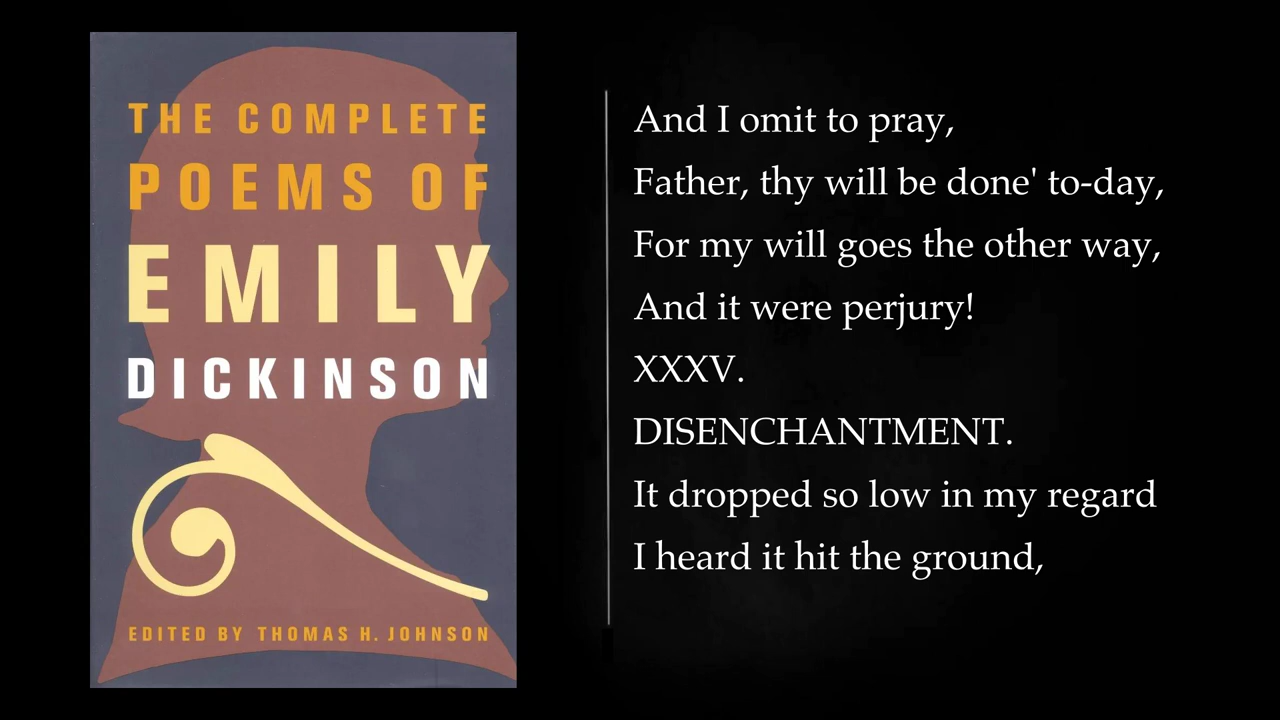 THE COMPLETE
POEMS OF
EMILY
DICKINSON
EDITED BY THOMAS H. JOHNSON
And I omit to pray,
Father, thy will be done' to-day,
For my will goes the other way,
And it were perjury!
XXXV.
DISENCHANTMENT.
It dropped so low in my regard
I heard it hit the ground,